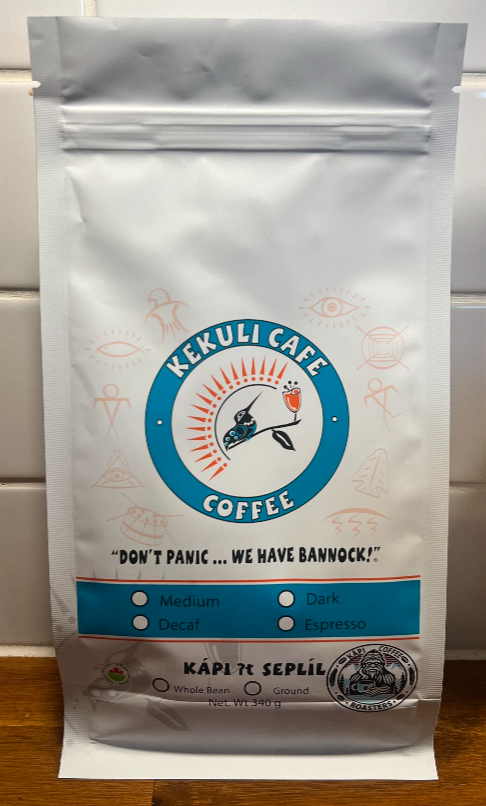 KEKULI CAFE
COFFEE
“DON'T PANIC ... WE HAVE BANNOCK!”
Medium
Dark
Decaf
Espresso
KÁPI ʔt SEPLÍL
Whole Bean
Ground
Net. Wt 340 g
KÁPI COFFEE
ROASTERS